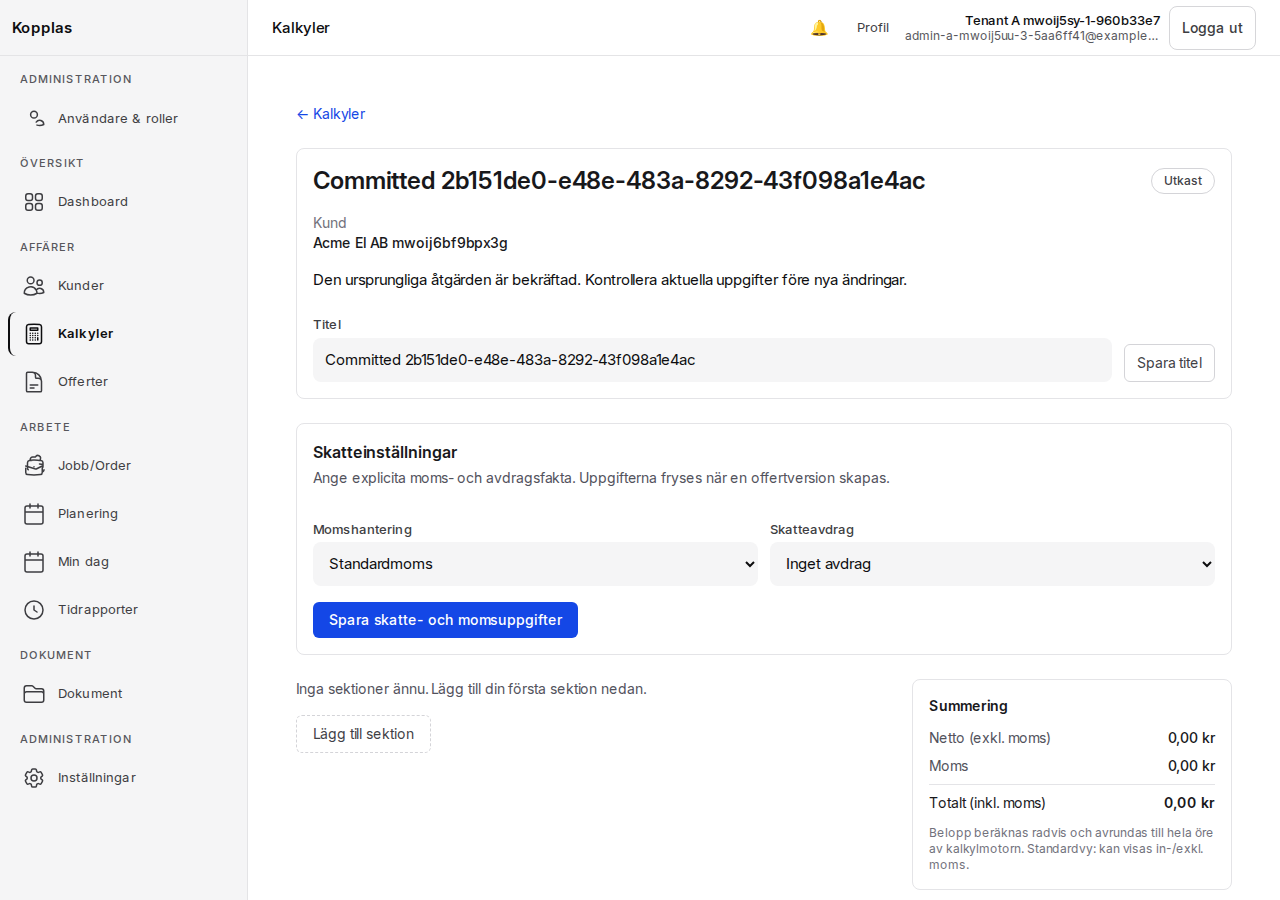 Kopplas
ADMINISTRATION
Användare & roller
ÖVERSIKT
Dashboard
AFFÄRER
Kunder
Kalkyler
Offerter
ARBETE
Jobb/Order
Planering
Min dag
Tidrapporter
DOKUMENT
Dokument
ADMINISTRATION
Inställningar
Kalkyler
Profil
Tenant A mwoij5sy-1-960b33e7
admin-a-mwoij5uu-3-5aa6ff41@example...
Logga ut
← Kalkyler
Committed 2b151de0-e48e-483a-8292-43f098a1e4ac
Utkast
Kund
Acme El AB mwoij6bf9bpx3g
Den ursprungliga åtgärden är bekräftad. Kontrollera aktuella uppgifter före nya ändringar.
Titel
Committed 2b151de0-e48e-483a-8292-43f098a1e4ac
Spara titel
Skatteinställningar
Ange explicita moms- och avdragsfakta. Uppgifterna fryses när en offertversion skapas.
Momshantering
Skatteavdrag
Standardmoms
Inget avdrag
Spara skatte- och momsuppgifter
Inga sektioner ännu. Lägg till din första sektion nedan.
Lägg till sektion
Summering
Netto (exkl. moms) 0,00 kr
Moms 0,00 kr
Totalt (inkl. moms) 0,00 kr
Belopp beräknas radvis och avrundas till hela öre
av kalkylmotorn. Standardvy: kan visas in-/exkl.
moms.